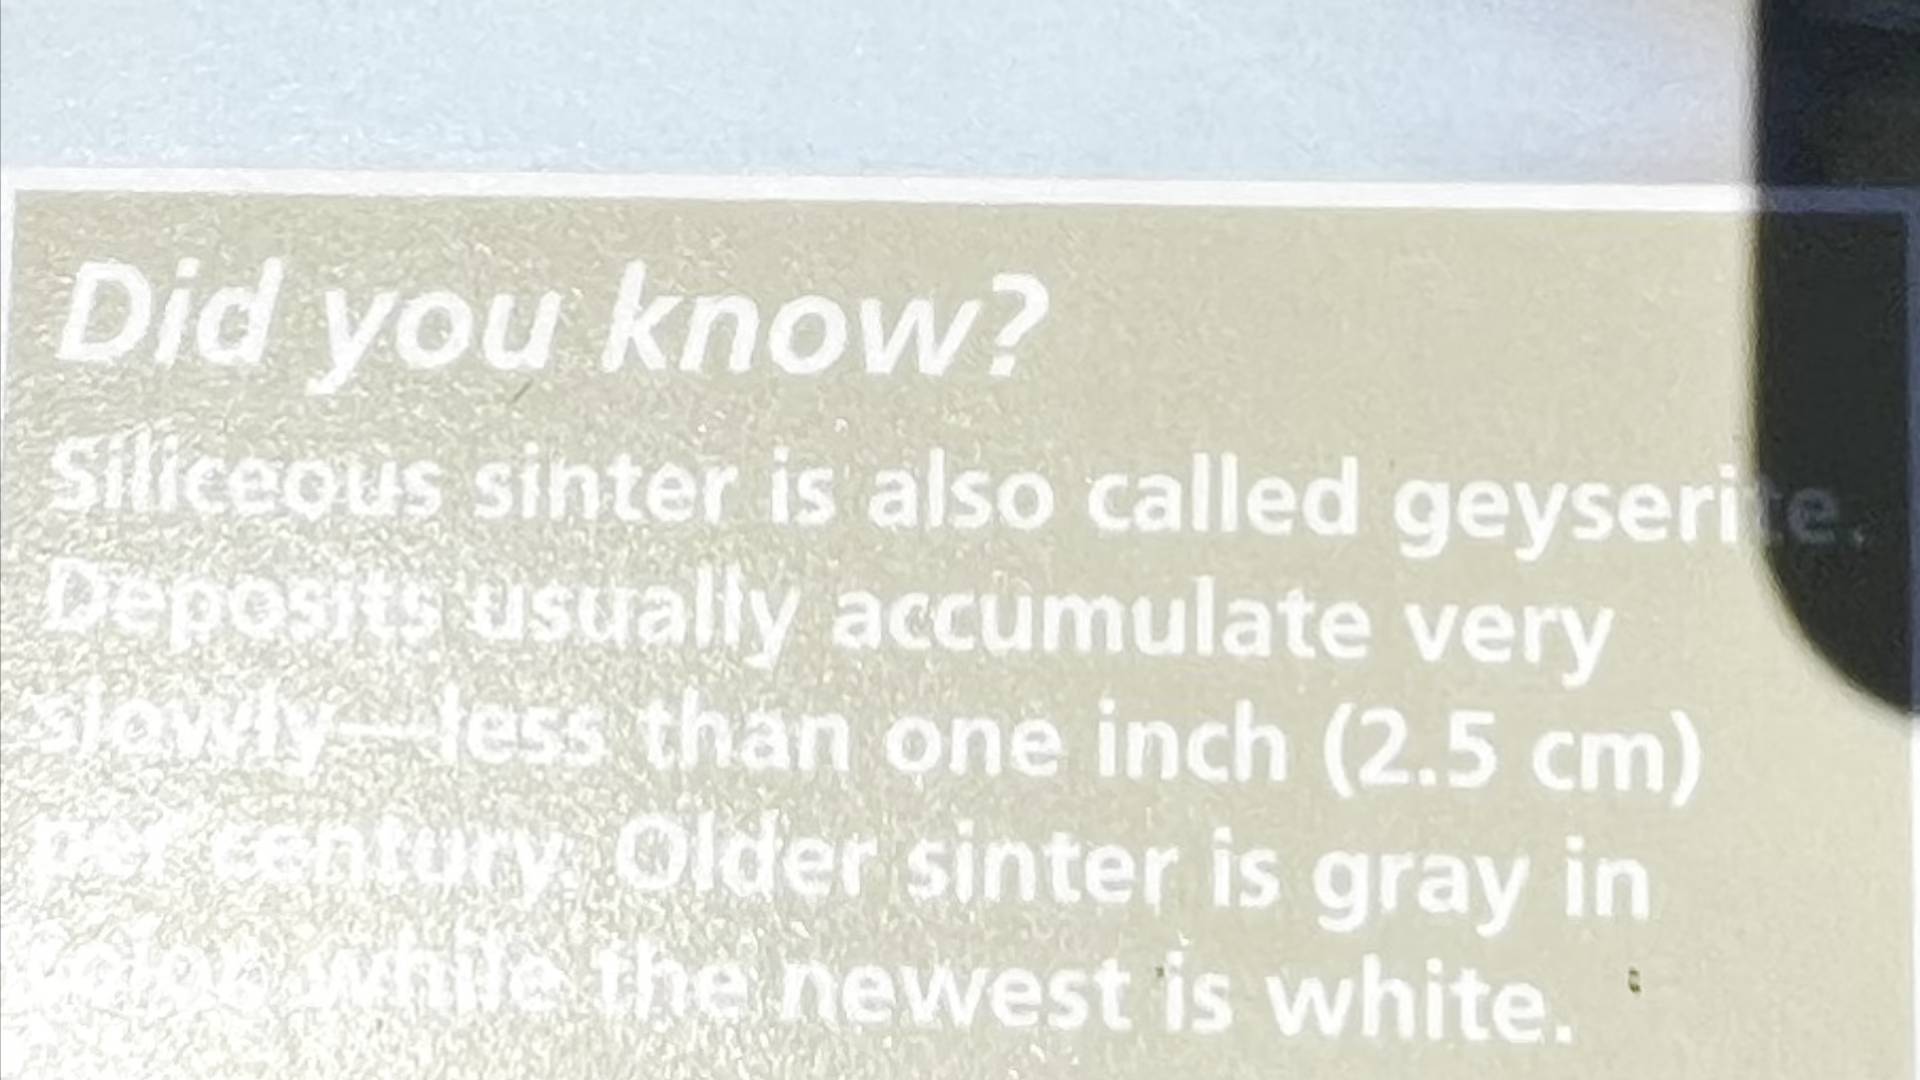 Did you know?
Siliceous sinter is also called geyserite.
Deposits usually accumulate very
slowly—less than one inch (2.5 cm)
per century. Older sinter is gray in
color while the newest is white.